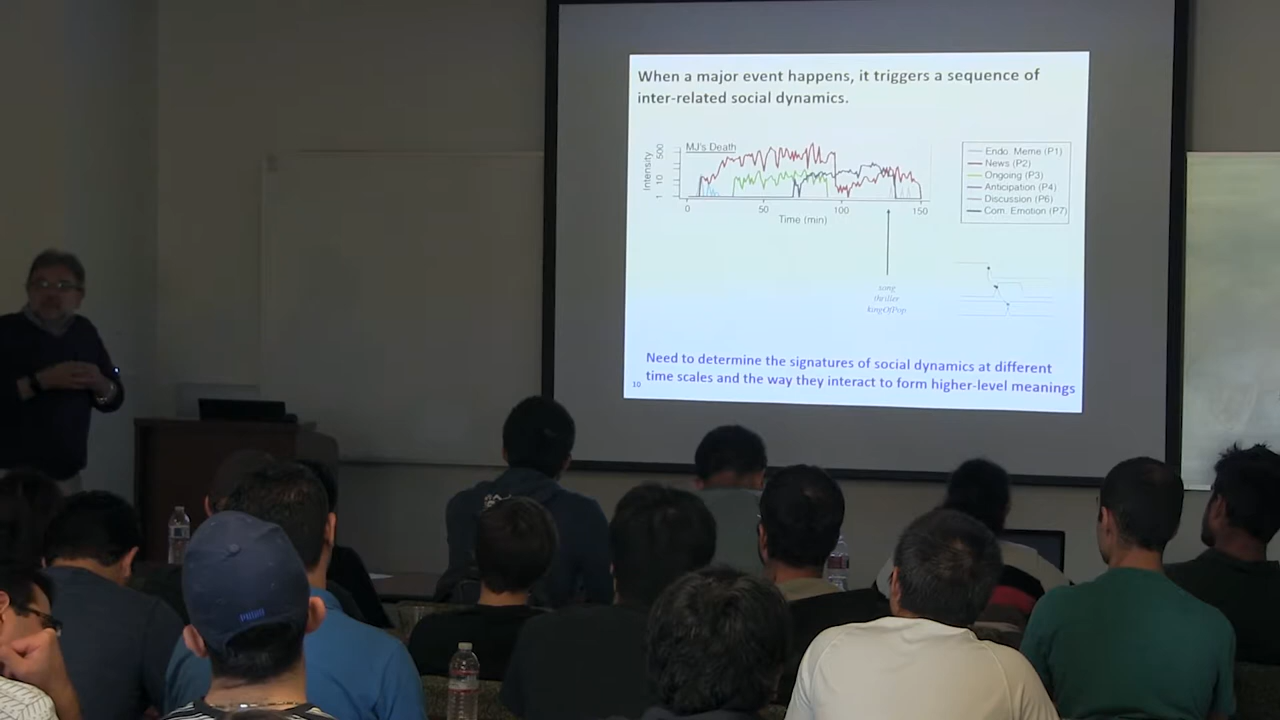 When a major event happens, it triggers a sequence of
inter-related social dynamics.
MJ's Death
Intensity
500
10
1
0
50
100
150
Time (min)
Endo. Meme (P1)
News (P2)
Ongoing (P3)
Anticipation (P4)
Discussion (P6)
Com. Emotion (P7)
song
thriller
kingOfPop
Need to determine the signatures of social dynamics at different
time scales and the way they interact to form higher-level meanings
10